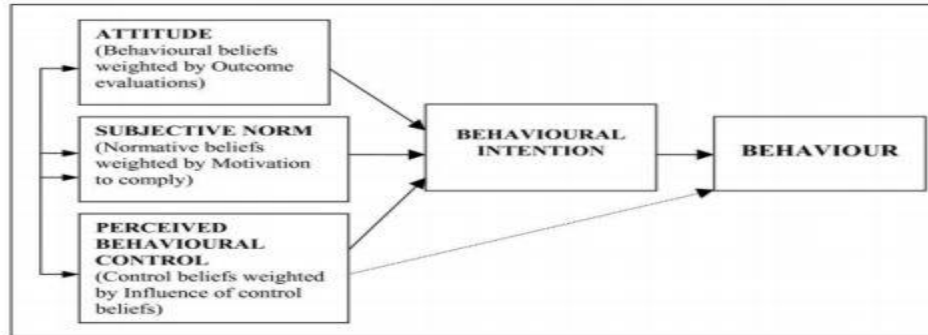 ATTITUDE
(Behavioural beliefs
weighted by Outcome
evaluations)
SUBJECTIVE NORM
(Normative beliefs
weighted by Motivation
to comply)
PERCEIVED
BEHAVIOURAL
CONTROL
(Control beliefs weighted
by Influence of control
beliefs)
BEHAVIOURAL
INTENTION
BEHAVIOUR